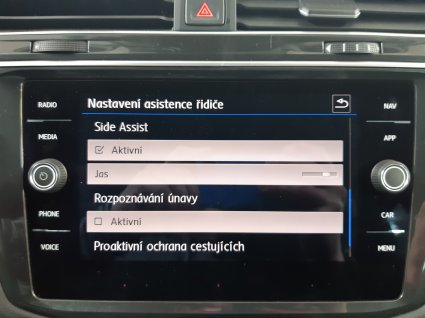 RADIO
Nastavení asistence řidiče
NAV
Side Assist
MEDIA
APP
Aktivní
Jas
Rozpoznávání únavy
PHONE
Aktivní
CAR
VOICE
Proaktivní ochrana cestujících
MENU